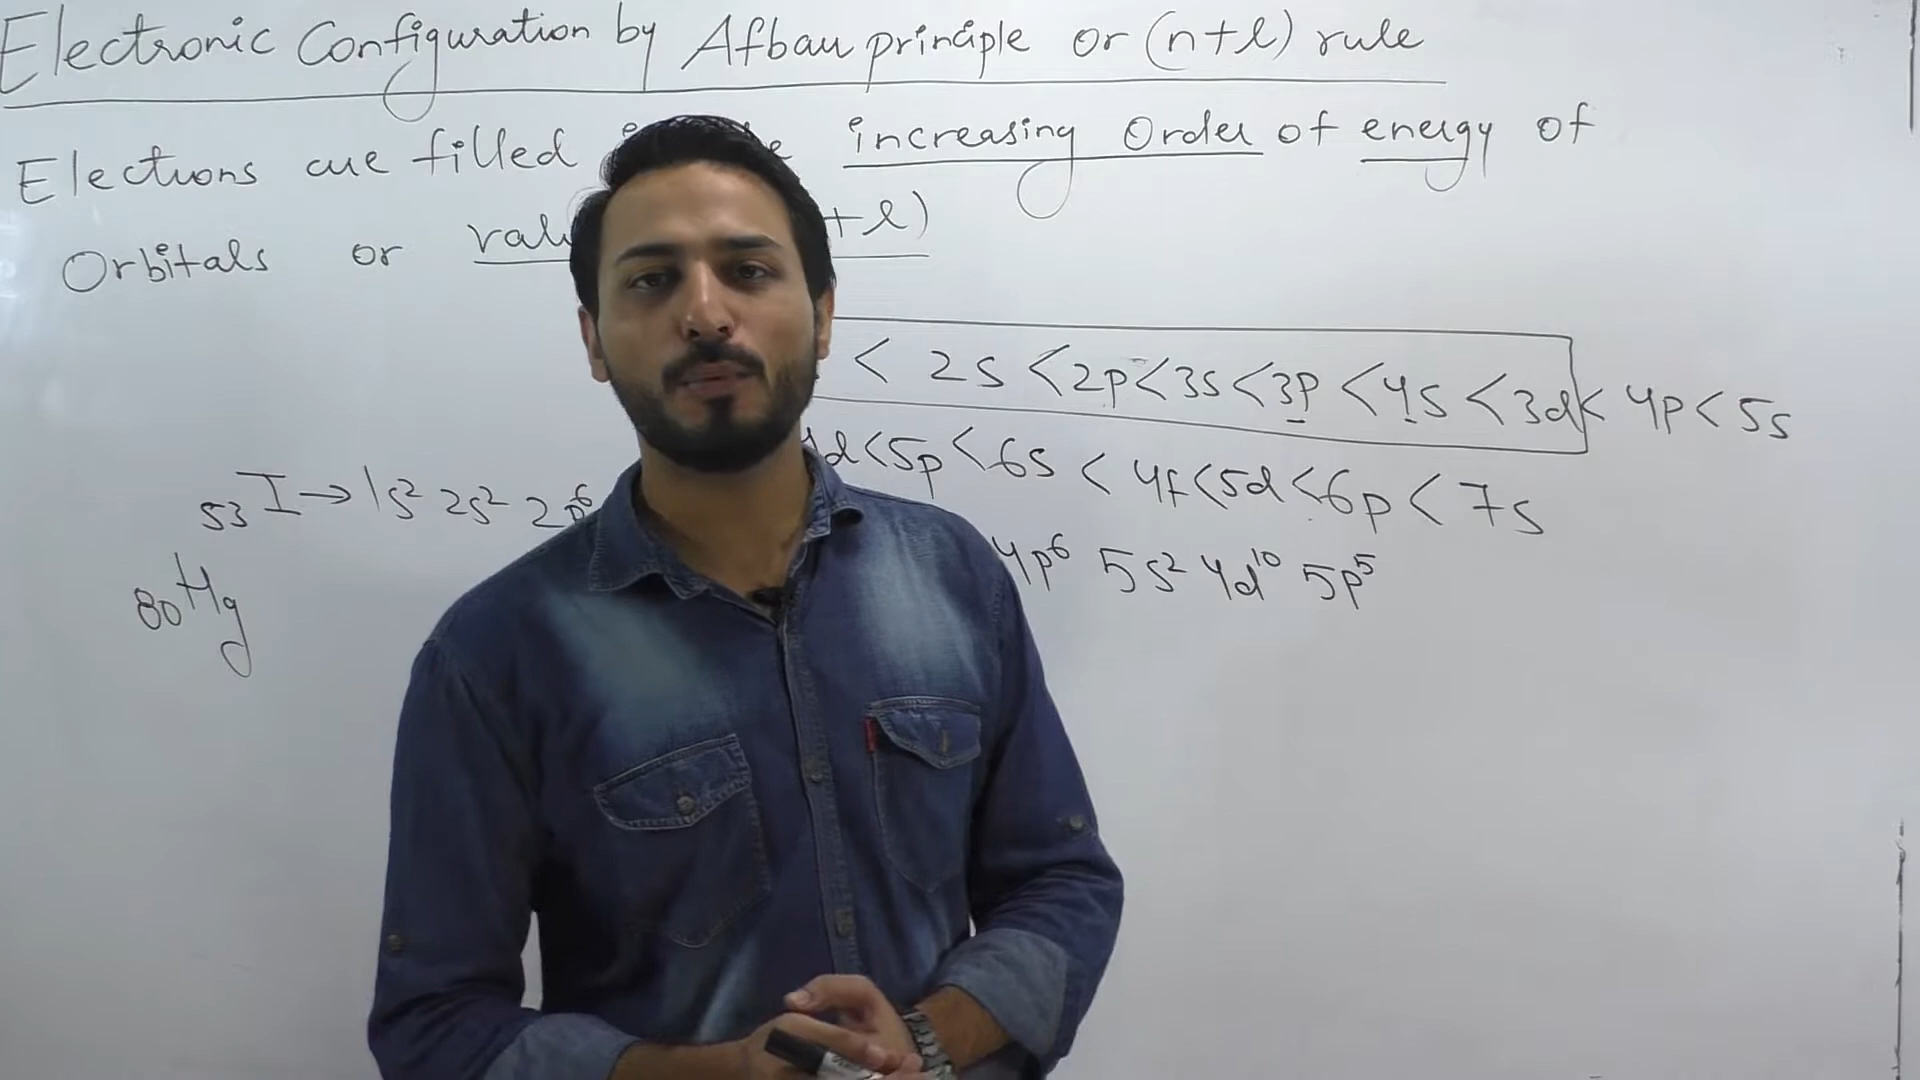 Electronic Configuration by Afbau principle or (n+l) rule
Electrons are filled increasing Order of energy of
Orbitals or +l)
< 2s < 2p < 3s < 3p < 4s < 3d < 4p < 5s
4d < 5p < 6s < 4f < 5d < 6p < 7s
₅₃I → 1s² 2s² 2p⁶ 4p⁶ 5s² 4d¹⁰ 5p⁵
₈₀Hg